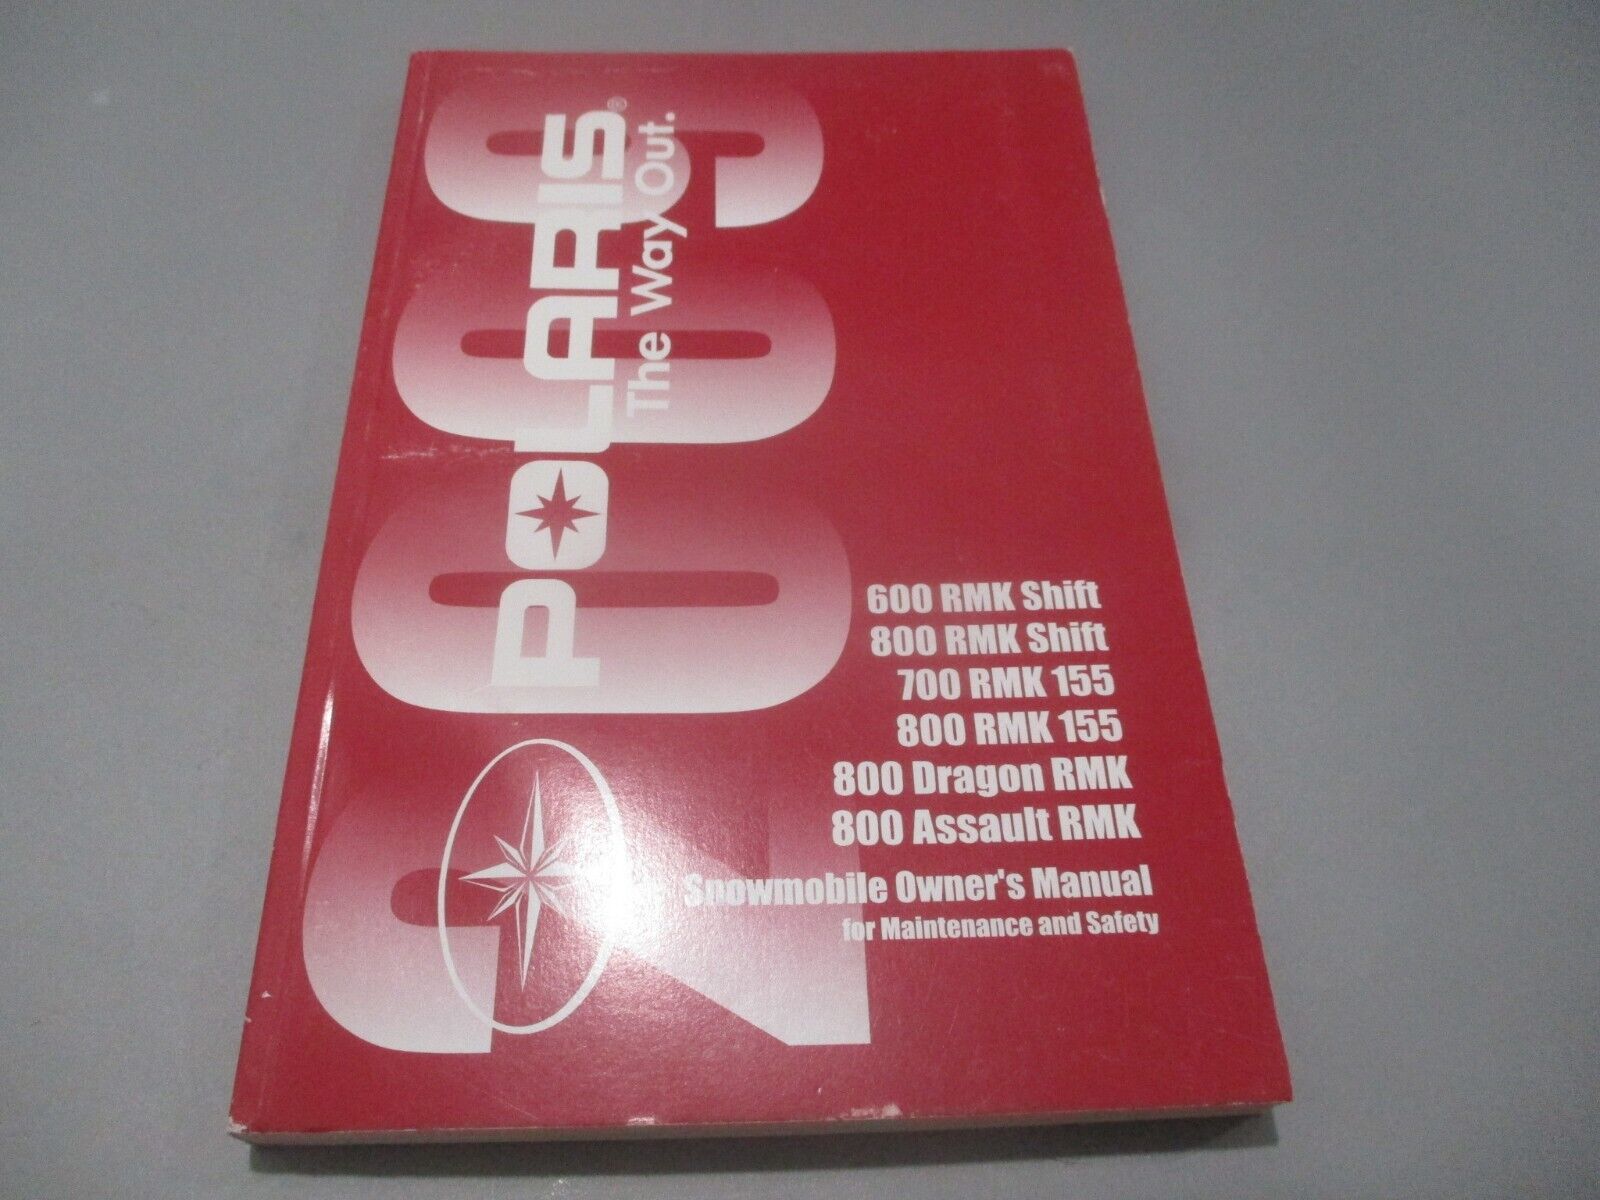 2009
POLARIS®
The Way Out.
600 RMK Shift
800 RMK Shift
700 RMK 155
800 RMK 155
800 Dragon RMK
800 Assault RMK
Snowmobile Owner's Manual
for Maintenance and Safety